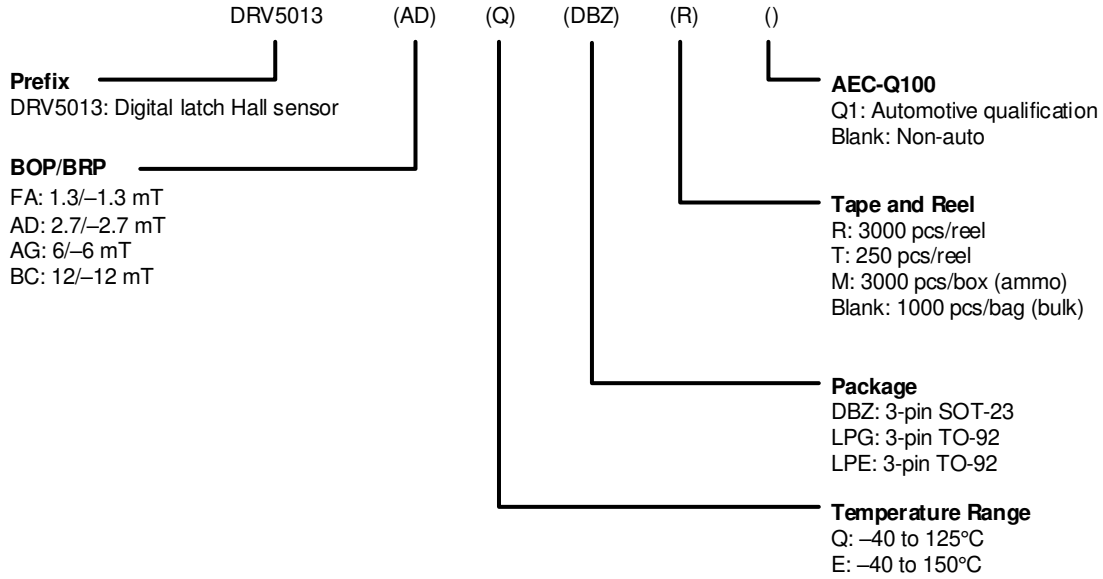 DRV5013 (AD) (Q) (DBZ) (R) ()
Prefix
DRV5013: Digital latch Hall sensor
BOP/BRP
FA: 1.3/–1.3 mT
AD: 2.7/–2.7 mT
AG: 6/–6 mT
BC: 12/–12 mT
AEC-Q100
Q1: Automotive qualification
Blank: Non-auto
Tape and Reel
R: 3000 pcs/reel
T: 250 pcs/reel
M: 3000 pcs/box (ammo)
Blank: 1000 pcs/bag (bulk)
Package
DBZ: 3-pin SOT-23
LPG: 3-pin TO-92
LPE: 3-pin TO-92
Temperature Range
Q: –40 to 125°C
E: –40 to 150°C